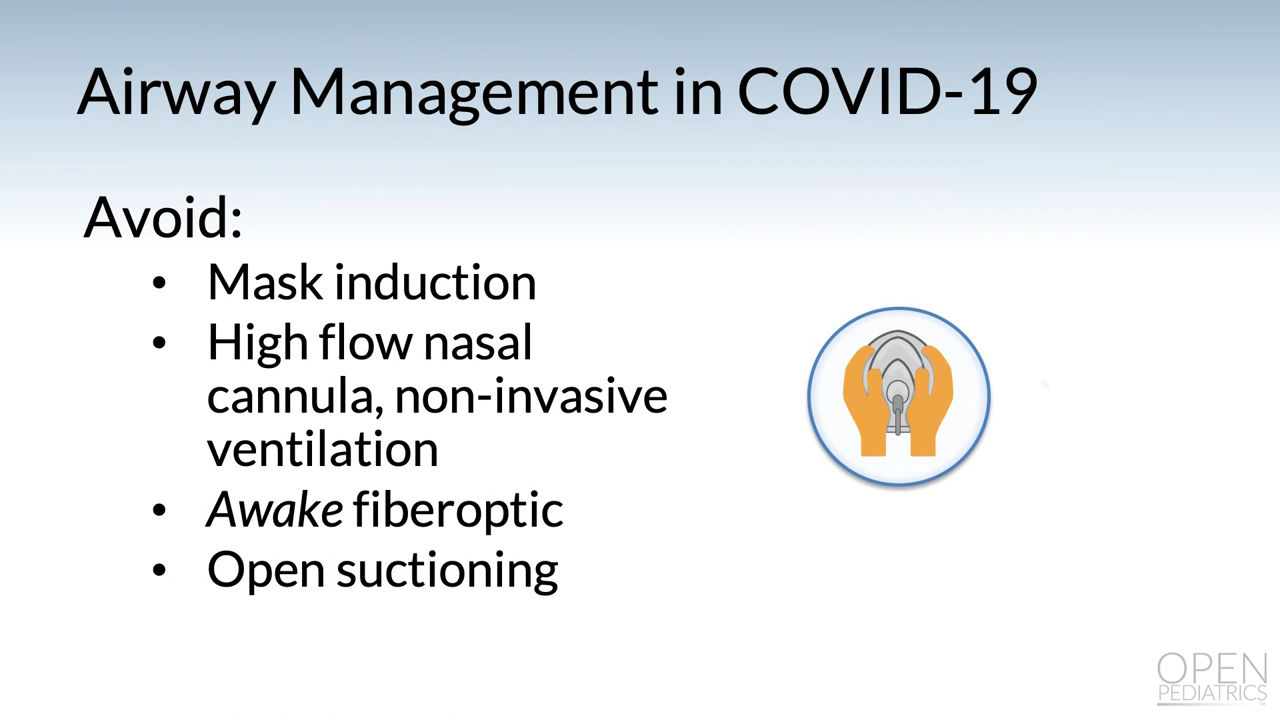 Airway Management in COVID-19
Avoid:
• Mask induction
• High flow nasal
cannula, non-invasive
ventilation
• Awake fiberoptic
• Open suctioning
OPEN
PEDIATRICS